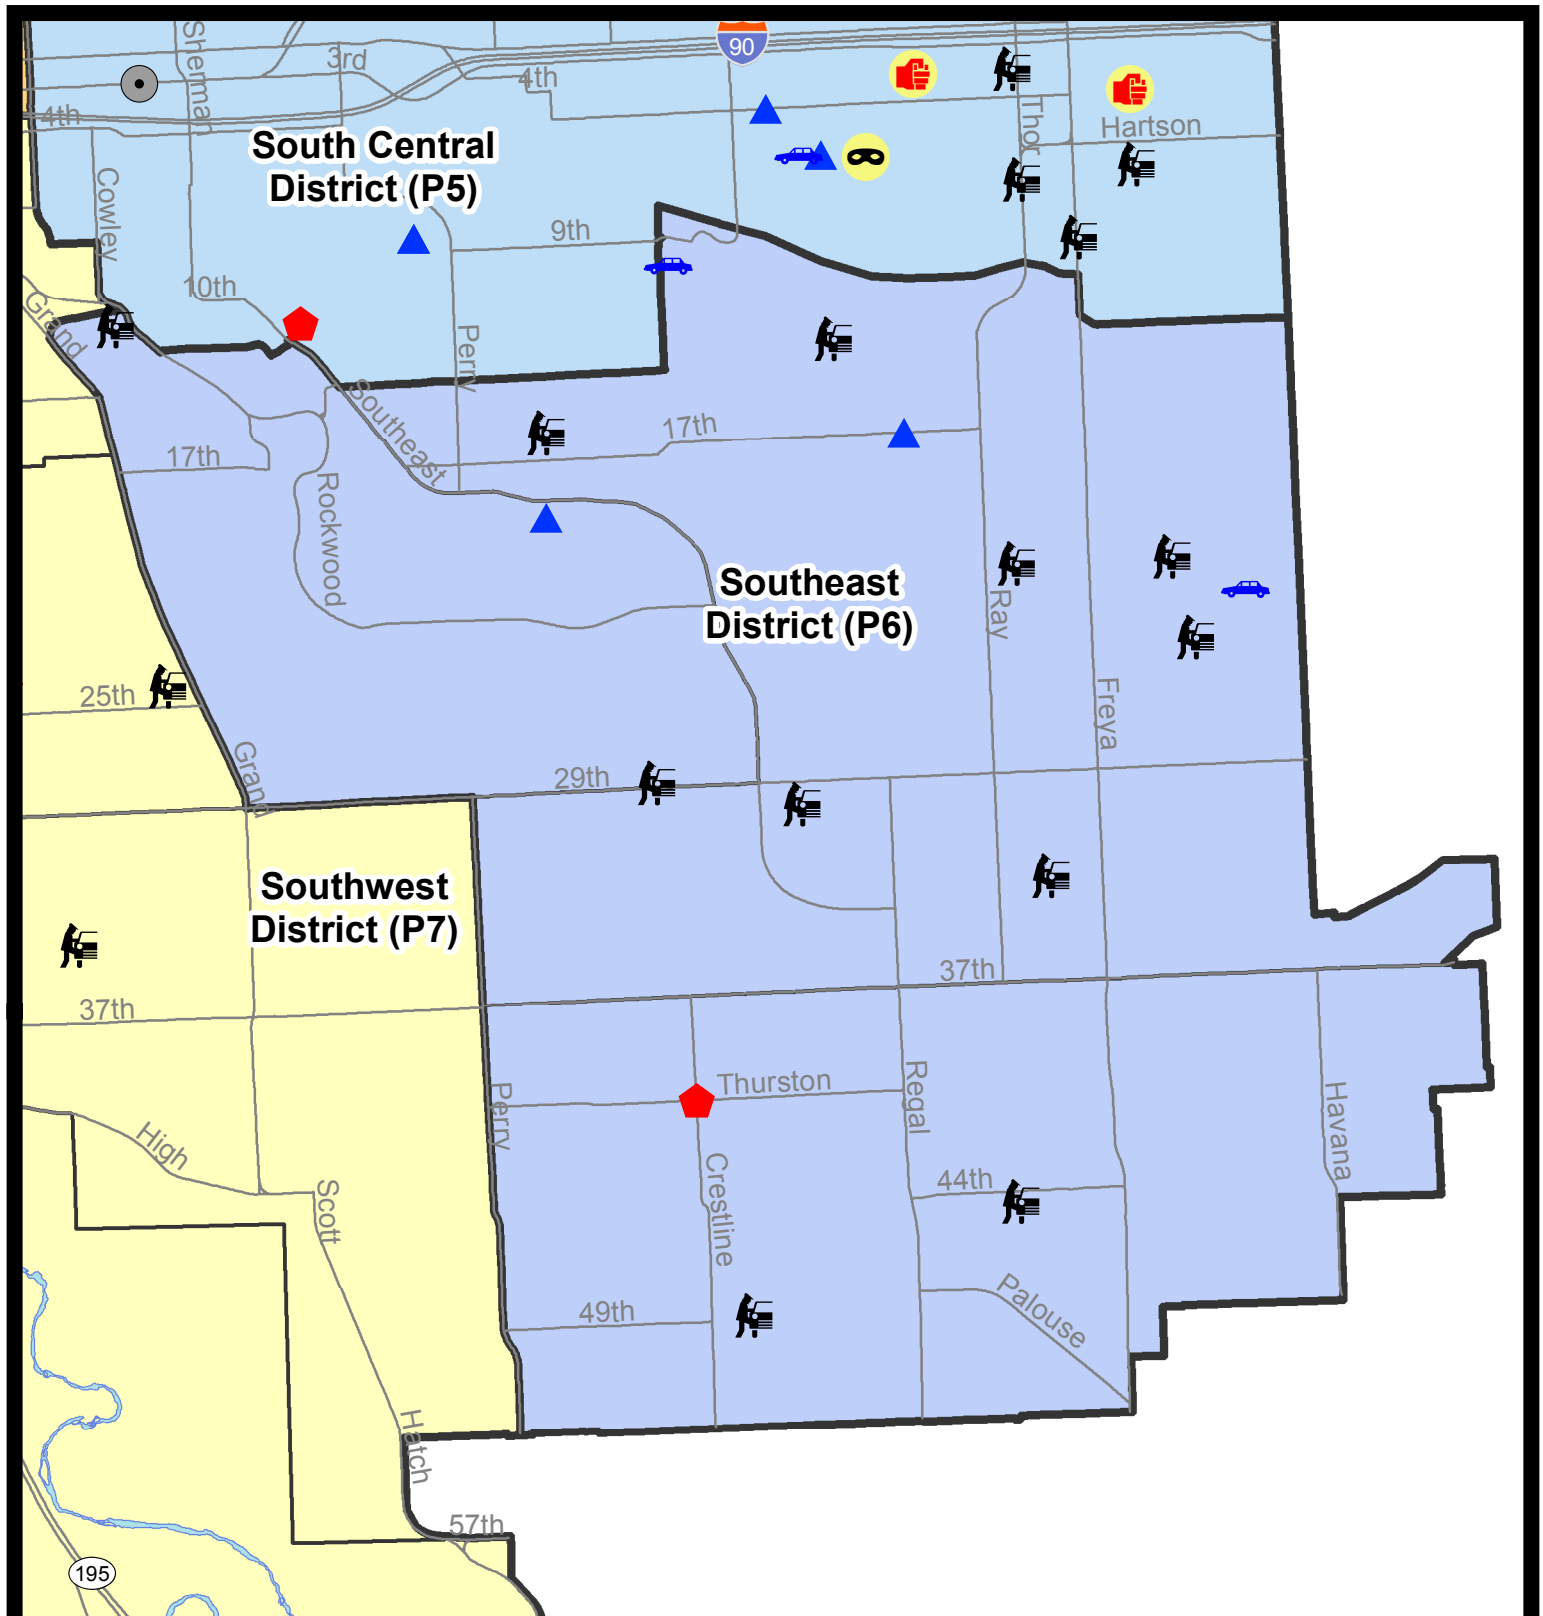 Sherman
3rd
90
4th
4th
Thor
Hartson
South Central
District (P5)
Cowley
9th
10th
Grand
Perry
Southeast
17th
17th
Rockwood
Southeast
District (P6)
Ray
25th
Freya
Grand
29th
Southwest
District (P7)
37th
37th
Thurston
Perry
Regal
Havana
High
Crestline
44th
Scott
Palouse
49th
Hatch
57th
195